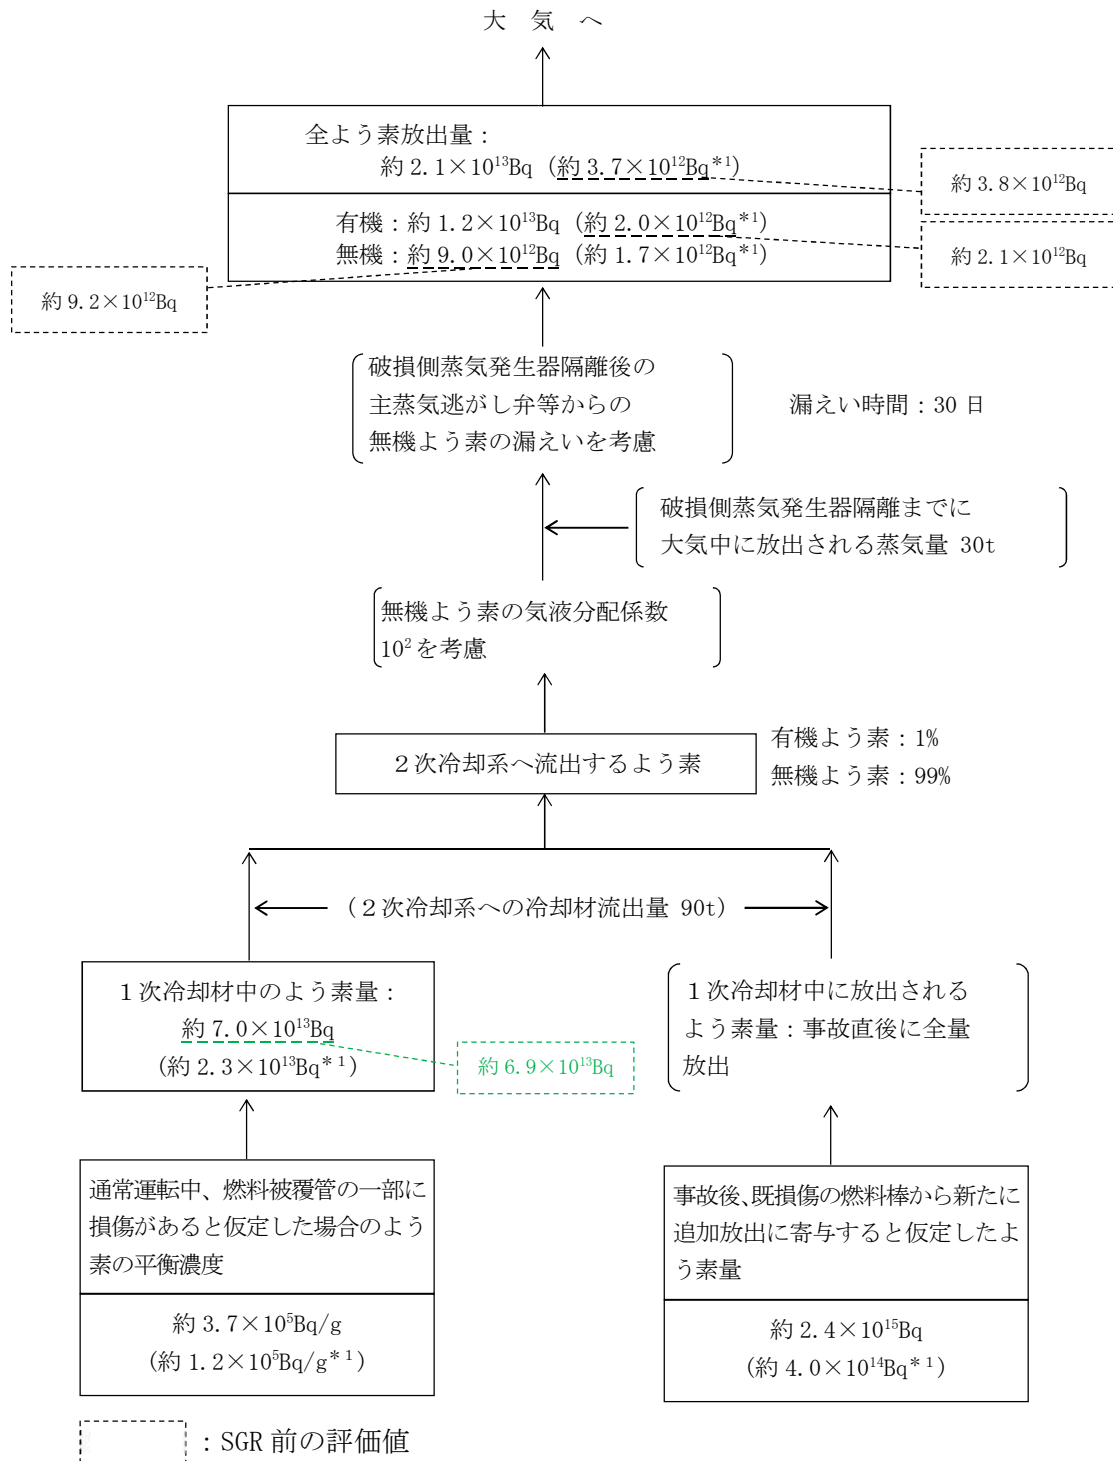 大 気 へ
全よう素放出量：
約 2.1×10¹³Bq（約 3.7×10¹²Bq*¹）
約 3.8×10¹²Bq
有機：約 1.2×10¹³Bq（約 2.0×10¹²Bq*¹）
無機：約 9.0×10¹²Bq（約 1.7×10¹²Bq*¹）
約 2.1×10¹²Bq
約 9.2×10¹²Bq
破損側蒸気発生器隔離後の
主蒸気逃がし弁等からの
無機よう素の漏えいを考慮
漏えい時間：30 日
破損側蒸気発生器隔離までに
大気中に放出される蒸気量 30t
無機よう素の気液分配係数
10²を考慮
２次冷却系へ流出するよう素
有機よう素：1%
無機よう素：99%
（２次冷却系への冷却材流出量 90t）
１次冷却材中のよう素量：
約 7.0×10¹³Bq
（約 2.3×10¹³Bq*¹）
約 6.9×10¹³Bq
１次冷却材中に放出される
よう素量：事故直後に全量
放出
通常運転中、燃料被覆管の一部に
損傷があると仮定した場合のよう
素の平衡濃度
約 3.7×10⁵Bq/g
（約 1.2×10⁵Bq/g*¹）
事故後、既損傷の燃料棒から新たに
追加放出に寄与すると仮定したよ
う素量
約 2.4×10¹⁵Bq
（約 4.0×10¹⁴Bq*¹）
：SGR 前の評価値